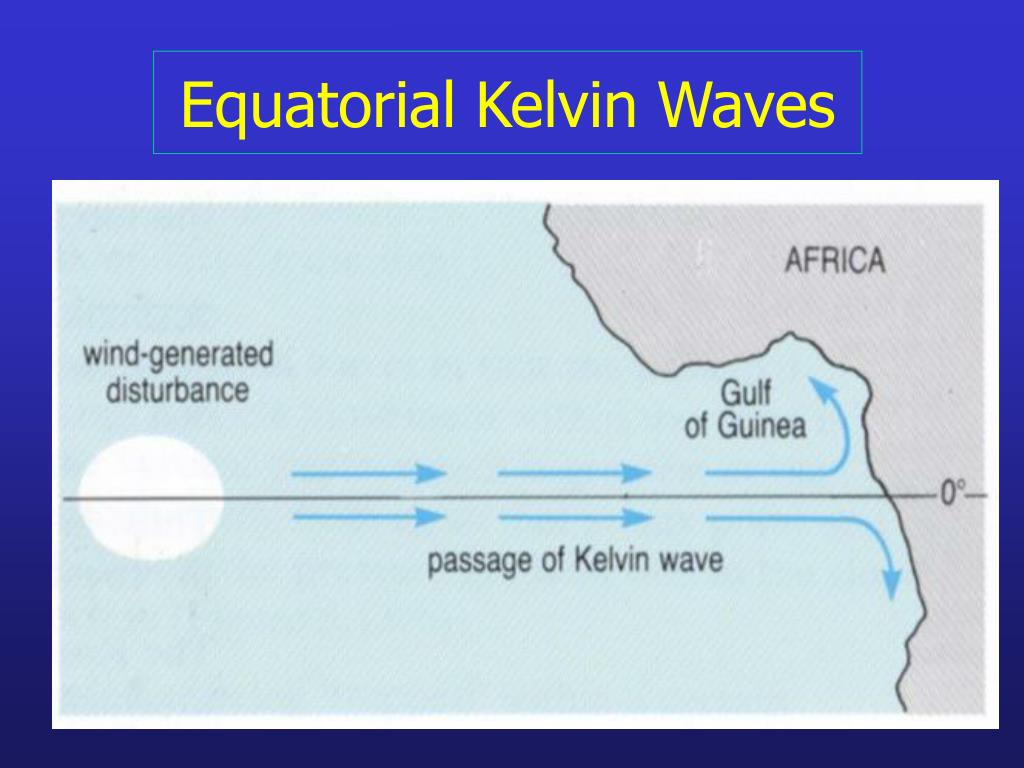 Equatorial Kelvin Waves
AFRICA
wind-generated
disturbance
Gulf
of Guinea
0°
passage of Kelvin wave